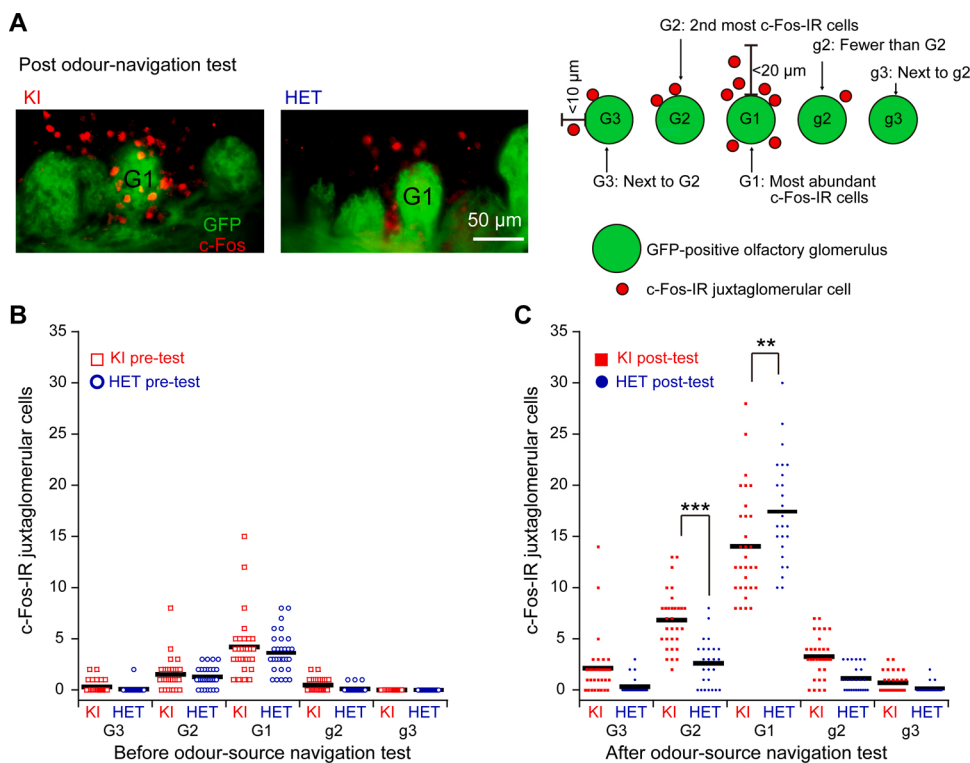 A
Post odour-navigation test
KI
HET
G1
GFP
c-Fos
G1
50 µm
G2: 2nd most c-Fos-IR cells
g2: Fewer than G2
g3: Next to g2
<10 µm
<20 µm
G3
G2
G1
g2
g3
G3: Next to G2
G1: Most abundant
c-Fos-IR cells
GFP-positive olfactory glomerulus
c-Fos-IR juxtaglomerular cell
B
35
30
25
20
15
10
5
0
c-Fos-IR juxtaglomerular cells
KI pre-test
HET pre-test
KI HET KI HET KI HET KI HET KI HET
G3 G2 G1 g2 g3
Before odour-source navigation test
C
35
30
25
20
15
10
5
0
c-Fos-IR juxtaglomerular cells
KI post-test
HET post-test
**
***
KI HET KI HET KI HET KI HET KI HET
G3 G2 G1 g2 g3
After odour-source navigation test